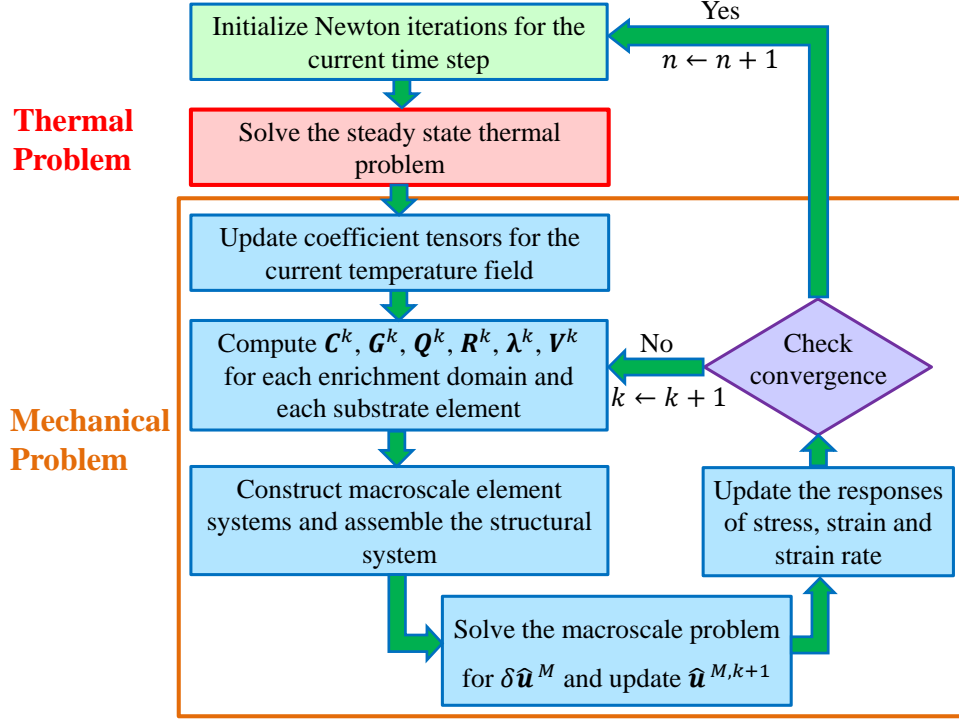 Yes
Initialize Newton iterations for the
current time step
n ← n + 1
Thermal
Problem
Solve the steady state thermal
problem
Update coefficient tensors for the
current temperature field
Compute C^k, G^k, Q^k, R^k, λ^k, V^k
for each enrichment domain and
each substrate element
No
k ← k + 1
Check
convergence
Mechanical
Problem
Construct macroscale element
systems and assemble the structural
system
Update the responses
of stress, strain and
strain rate
Solve the macroscale problem
for δû^M and update û^{M,k+1}